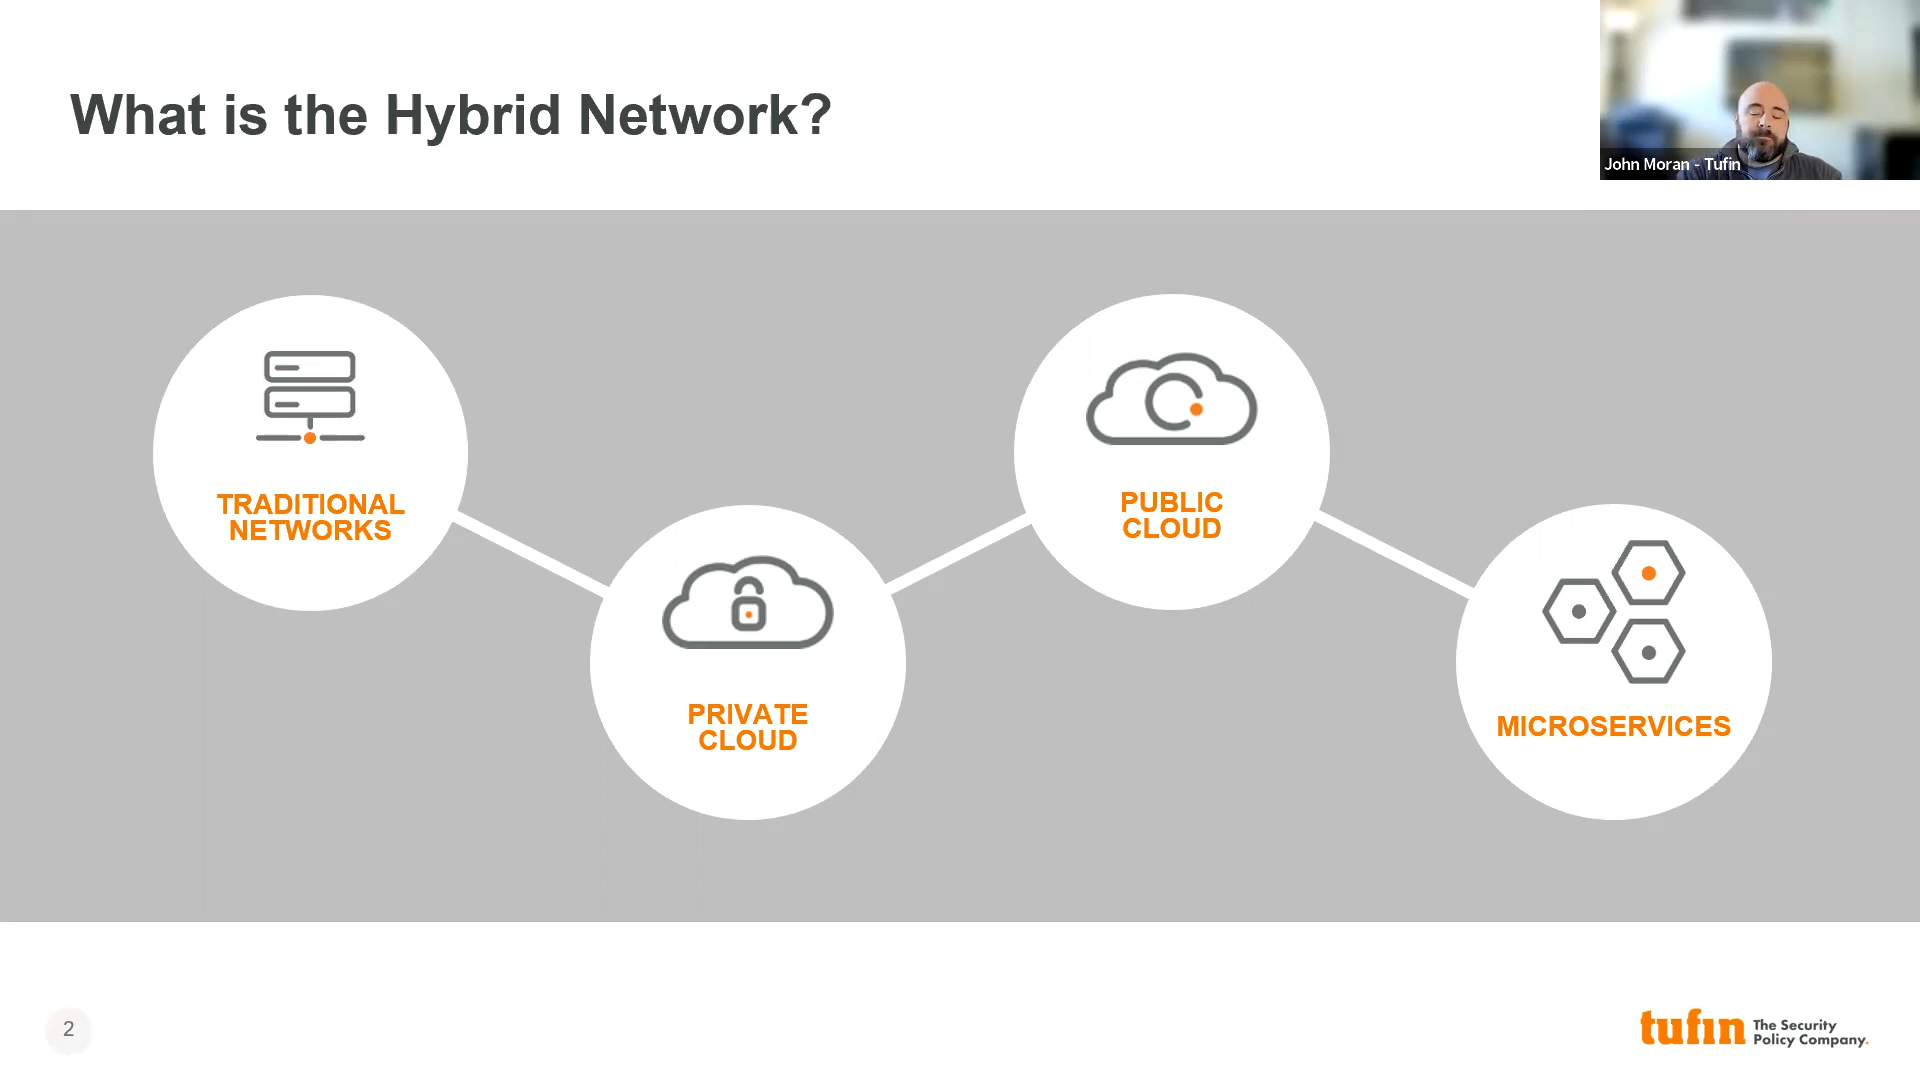 What is the Hybrid Network?
John Moran - Tufin
TRADITIONAL
NETWORKS
PUBLIC
CLOUD
PRIVATE
CLOUD
MICROSERVICES
2
tufin
The Security
Policy Company.